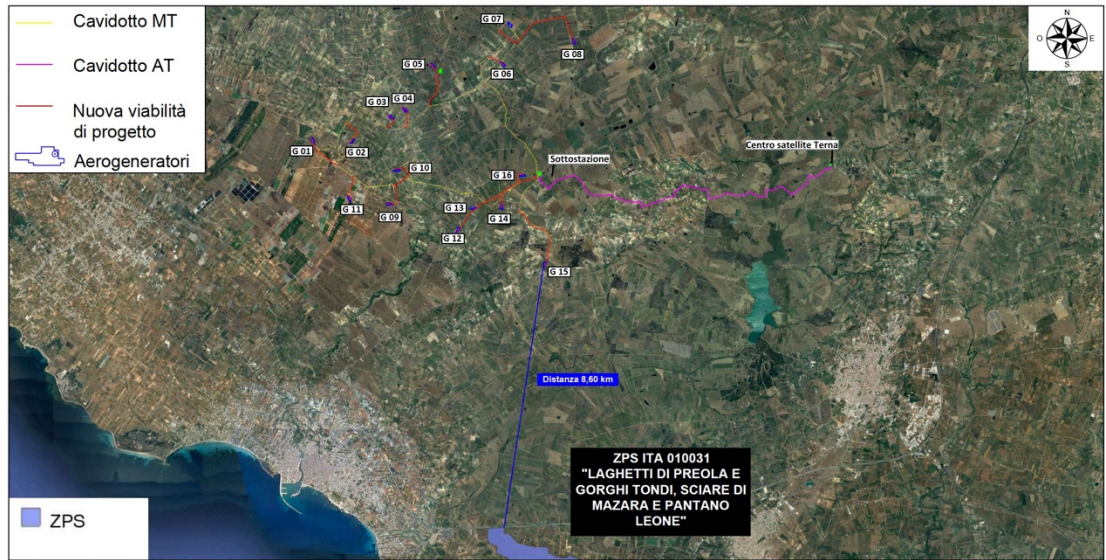 Cavidotto MT
Cavidotto AT
Nuova viabilità
di progetto
Aerogeneratori
N
O
E
S
G 07
G 08
G 05
G 06
G 04
G 03
G 01
G 02
G 10
G 16
Sottostazione
Centro satellite Terna
G 11
G 09
G 13
G 14
G 12
G 15
Distanza 8,60 km
ZPS ITA 010031
"LAGHETTI DI PREOLA E
GORGHI TONDI, SCIARE DI
MAZARA E PANTANO
LEONE"
ZPS